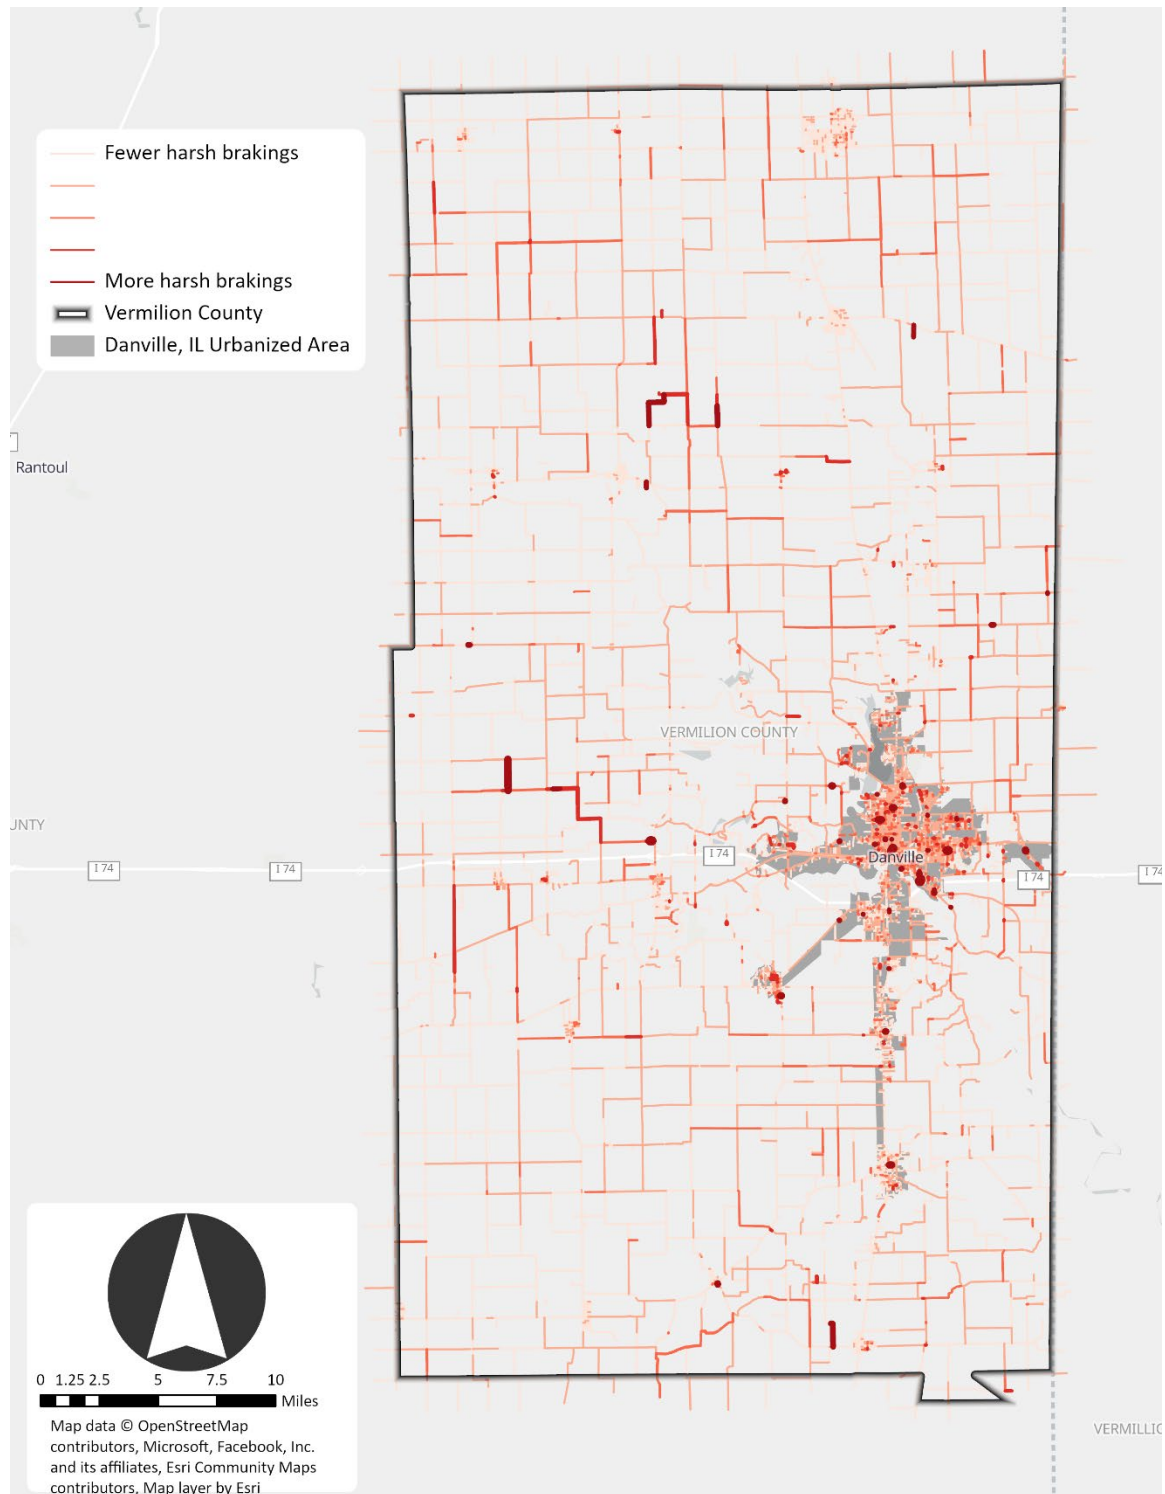 Fewer harsh brakings
More harsh brakings
Vermilion County
Danville, IL Urbanized Area
Rantoul
VERMILION COUNTY
UNTY
I 74
I 74
I 74
Danville
I 74
I 74
0 1.25 2.5 5 7.5 10
Miles
Map data © OpenStreetMap
contributors, Microsoft, Facebook, Inc.
and its affiliates, Esri Community Maps
contributors, Map layer by Esri
VERMILLIO